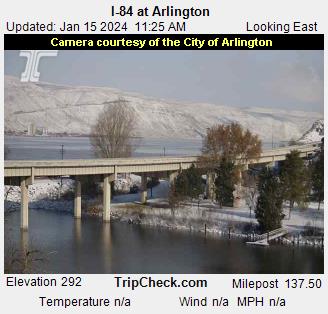 I-84 at Arlington
Updated: Jan 15 2024 11:25 AM Looking East
Camera courtesy of the City of Arlington
Elevation 292 TripCheck.com Milepost 137.50
Temperature n/a Wind n/a MPH n/a